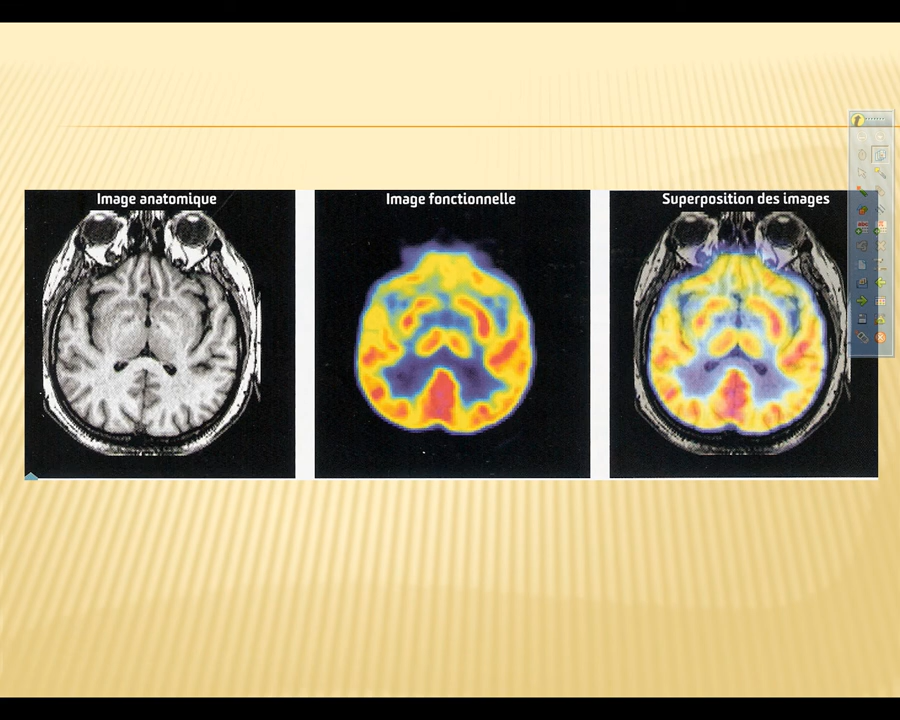 Image anatomique
Image fonctionnelle
Superposition des images